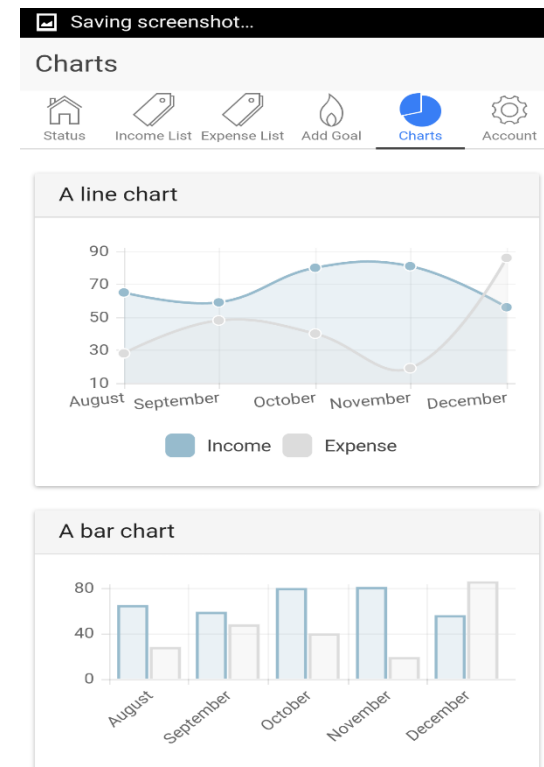 Saving screenshot...
Charts
Status Income List Expense List Add Goal Charts Account
A line chart
90
70
50
30
10
August September October November December
Income Expense
A bar chart
80
40
0
August September October November December